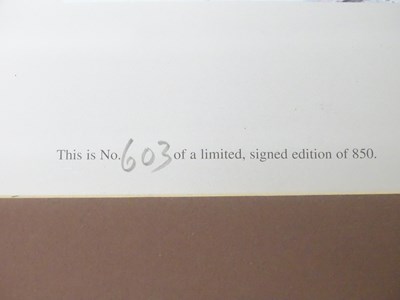 This is No. 603 of a limited, signed edition of 850.